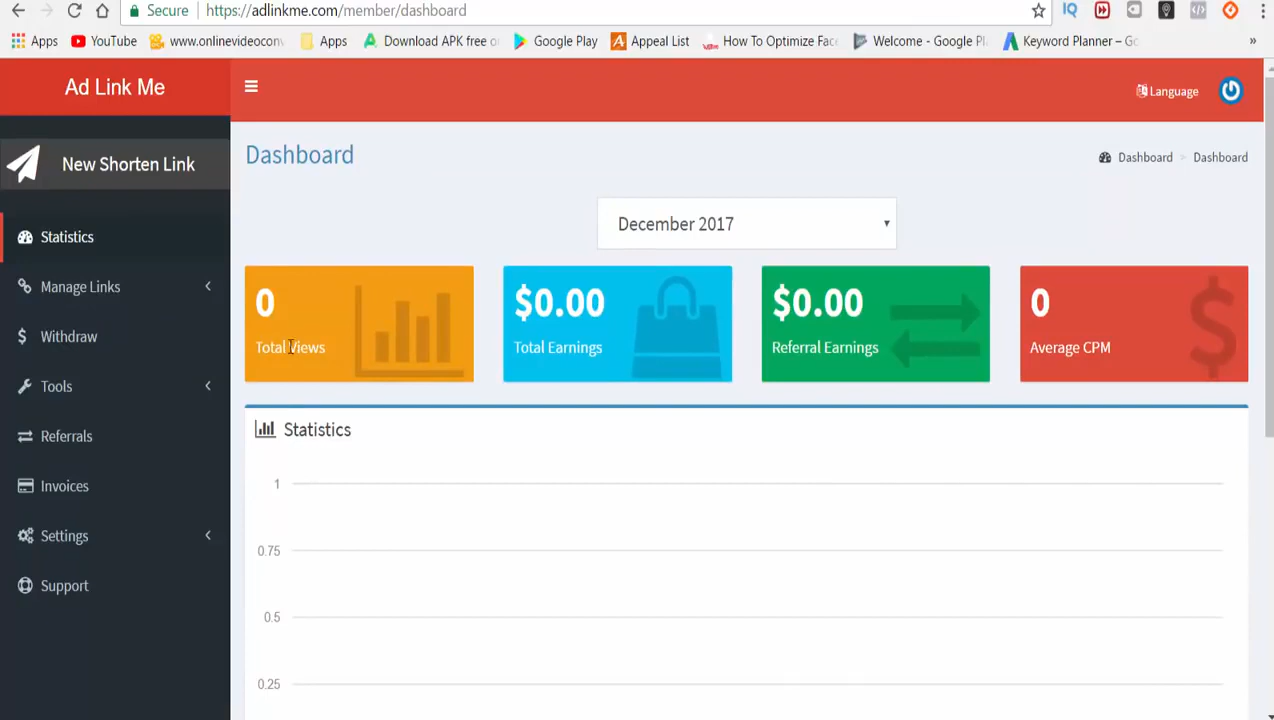 Secure https://adlinkme.com/member/dashboard
Apps YouTube www.onlinevideoconv Apps Download APK free o Google Play Appeal List How To Optimize Fac Welcome - Google Pl Keyword Planner – Go »
Ad Link Me
Language
New Shorten Link
Dashboard
Dashboard > Dashboard
December 2017
Statistics
Manage Links
Withdraw
Tools
Referrals
Invoices
Settings
Support
0
Total Views
$0.00
Total Earnings
$0.00
Referral Earnings
0
Average CPM
Statistics
1
0.75
0.5
0.25